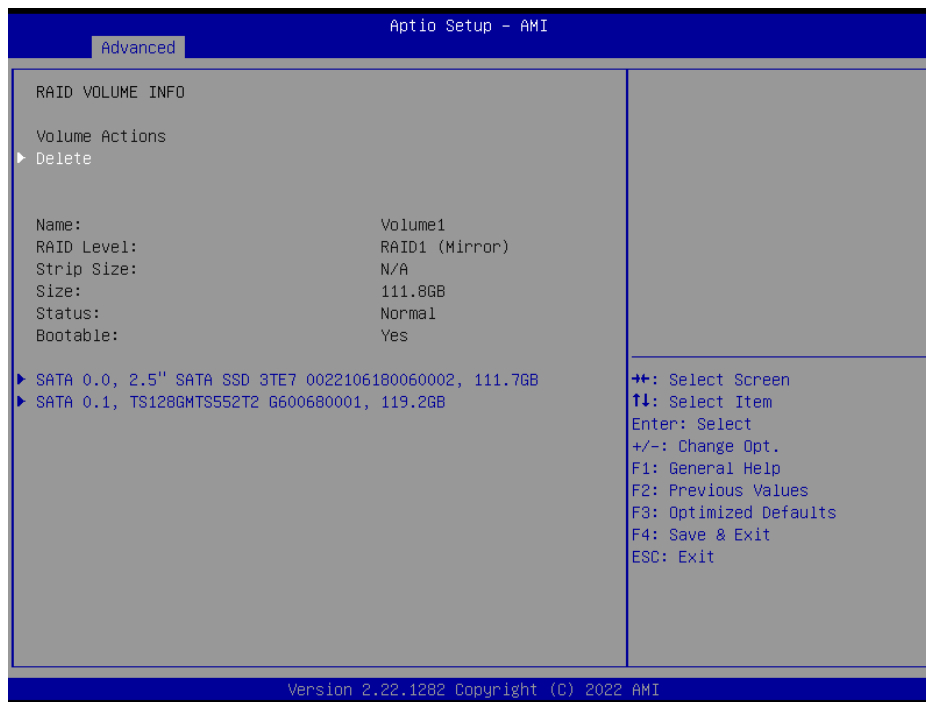 Aptio Setup – AMI
Advanced
RAID VOLUME INFO
Volume Actions
Delete
Name: Volume1
RAID Level: RAID1 (Mirror)
Strip Size: N/A
Size: 111.8GB
Status: Normal
Bootable: Yes
SATA 0.0, 2.5" SATA SSD 3TE7 0022106180060002, 111.7GB
SATA 0.1, TS128GMTS552T2 G600680001, 119.2GB
→←: Select Screen
↑↓: Select Item
Enter: Select
+/-: Change Opt.
F1: General Help
F2: Previous Values
F3: Optimized Defaults
F4: Save & Exit
ESC: Exit
Version 2.22.1282 Copyright (C) 2022 AMI